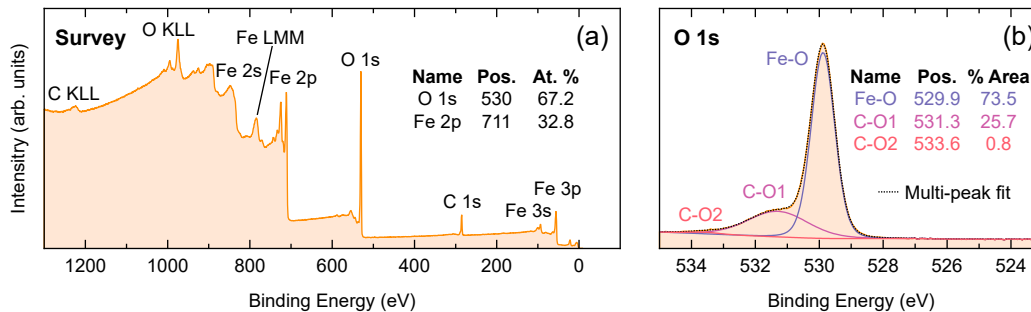 Survey
(a)
O KLL
Fe LMM
C KLL
Fe 2s
Fe 2p
O 1s
C 1s
Fe 3s
Fe 3p
Name Pos. At. %
O 1s 530 67.2
Fe 2p 711 32.8
Intensitry (arb. units)
1200 1000 800 600 400 200 0
Binding Energy (eV)
O 1s
(b)
Fe-O
C-O1
C-O2
Name Pos. % Area
Fe-O 529.9 73.5
C-O1 531.3 25.7
C-O2 533.6 0.8
Multi-peak fit
534 532 530 528 526 524
Binding Energy (eV)